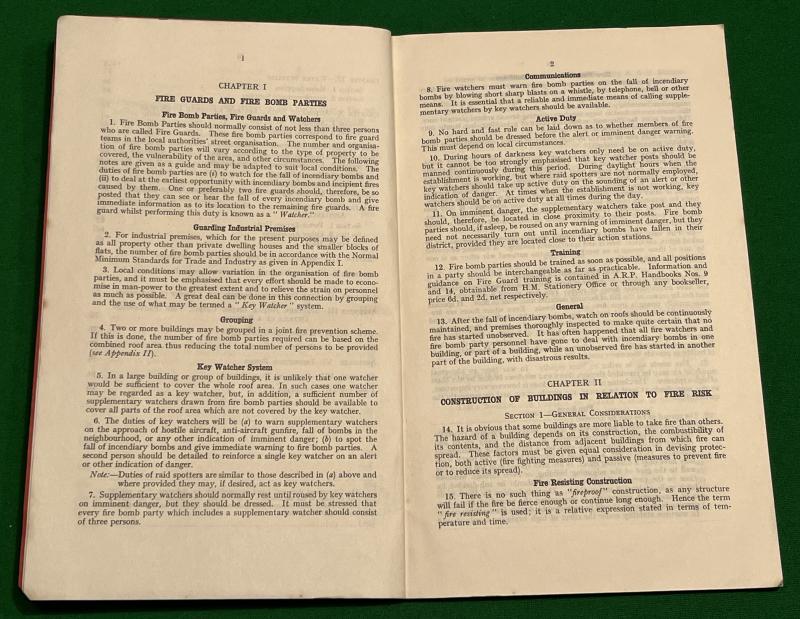 1
CHAPTER I
FIRE GUARDS AND FIRE BOMB PARTIES
Fire Bomb Parties, Fire Guards and Watchers
1. Fire Bomb Parties should normally consist of not less than three persons
who are called Fire Guards. These fire bomb parties correspond to fire guard
teams in the local authorities' street organisation. The number and organisa-
tion of fire bomb parties will vary according to the type of property to be
covered, the vulnerability of the area, and other circumstances. The following
notes are given as a guide and may be adapted to suit local conditions. The
duties of fire bomb parties are (i) to watch for the fall of incendiary bombs and
(ii) to deal at the earliest opportunity with incendiary bombs and incipient fires
caused by them. One or preferably two fire guards should, therefore, be so
posted that they can see or hear the fall of every incendiary bomb and give
immediate information as to its location to the remaining fire guards. A fire
guard whilst performing this duty is known as a "Watcher."
Guarding Industrial Premises
2. For industrial premises, which for the present purposes may be defined
as all property other than private dwelling houses and the smaller blocks of
flats, the number of fire bomb parties should be in accordance with the Normal
Minimum Standards for Trade and Industry as given in Appendix I.
3. Local conditions may allow variation in the organisation of fire bomb
parties, and it must be emphasised that every effort should be made to econo-
mise in man-power to the greatest extent and to relieve the strain on personnel
as much as possible. A great deal can be done in this connection by grouping
and the use of what may be termed a "Key Watcher" system.
Grouping
4. Two or more buildings may be grouped in a joint fire prevention scheme.
If this is done, the number of fire bomb parties required can be based on the
combined roof area thus reducing the total number of persons to be provided
(see Appendix II).
Key Watcher System
5. In a large building or group of buildings, it is unlikely that one watcher
would be sufficient to cover the whole roof area. In such cases one watcher
may be regarded as a key watcher, but, in addition, a sufficient number of
supplementary watchers drawn from fire bomb parties should be available to
cover all parts of the roof area which are not covered by the key watcher.
6. The duties of key watchers will be (a) to warn supplementary watchers
on the approach of hostile aircraft, anti-aircraft gunfire, fall of bombs in the
neighbourhood, or any other indication of imminent danger; (b) to spot the
fall of incendiary bombs and give immediate warning to fire bomb parties. A
second person should be detailed to reinforce a single key watcher on an alert
or other indication of danger.
Note:—Duties of raid spotters are similar to those described in (a) above and
where provided they may, if desired, act as key watchers.
7. Supplementary watchers should normally rest until roused by key watchers
on imminent danger, but they should be dressed. It must be stressed that
every fire bomb party which includes a supplementary watcher should consist
of three persons.
2
Communications
8. Fire watchers must warn fire bomb parties on the fall of incendiary
bombs by blowing short sharp blasts on a whistle, by telephone, bell or other
means. It is essential that a reliable and immediate means of calling supple-
mentary watchers by key watchers should be available.
Active Duty
9. No hard and fast rule can be laid down as to whether members of fire
bomb parties should be dressed before the alert or imminent danger warning.
This must depend on local circumstances.
10. During hours of darkness key watchers only need be on active duty,
but it cannot be too strongly emphasised that key watcher posts should be
manned continuously during this period. During daylight hours when the
establishment is working, but where raid spotters are not normally employed,
key watchers should take up active duty on the sounding of an alert or other
indication of danger. At times when the establishment is not working, key
watchers should be on active duty at all times during the day.
11. On imminent danger, the supplementary watchers take post and they
should, therefore, be located in close proximity to their posts. Fire bomb
parties should, if asleep, be roused on any warning of imminent danger, but they
need not necessarily turn out until incendiary bombs have fallen in their
district, provided they are located close to their action stations.
Training
12. Fire bomb parties should be trained as soon as possible, and all positions
in a party should be interchangeable as far as practicable. Information and
guidance on Fire Guard training is contained in A.R.P. Handbooks Nos. 9
and 14, obtainable from H.M. Stationery Office or through any bookseller,
price 6d. and 2d. net respectively.
General
13. After the fall of incendiary bombs, watch on roofs should be continuously
maintained, and premises thoroughly inspected to make quite certain that no
fire has started unobserved. It has often happened that all fire watchers and
fire bomb party personnel have gone to deal with incendiary bombs in one
building, or part of a building, while an unobserved fire has started in another
part of the building, with disastrous results.
CHAPTER II
CONSTRUCTION OF BUILDINGS IN RELATION TO FIRE RISK
SECTION 1—GENERAL CONSIDERATIONS
14. It is obvious that some buildings are more liable to take fire than others.
The hazard of a building depends on its construction, the combustibility of
its contents, and the distance from adjacent buildings from which fire can
spread. These factors must be given equal consideration in devising protec-
tion, both active (fire fighting measures) and passive (measures to prevent fire
or to reduce its spread).
Fire Resisting Construction
15. There is no such thing as "fireproof" construction, as any structure
will fail if the fire be fierce enough or continue long enough. Hence the term
"fire resisting" is used; it is a relative expression stated in terms of tem-
perature and time.